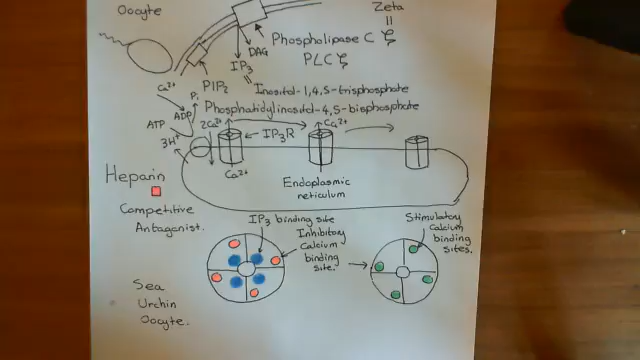 Oocyte
Zeta
=
ζ
Phospholipase C
PLC ζ
DAG
IP3
=
PIP2
Inositol-1,4,5-trisphosphate
Phosphatidylinositol-4,5-bisphosphate
Ca2+
Pi
ADP
ATP
3H+
2Ca2+
IP3R
Ca2+
Ca2+
Endoplasmic
reticulum
Heparin
Competitive
Antagonist.
IP3 binding site
Inhibitory
Calcium
binding
site.
Stimulatory
Calcium
binding
sites.
Sea
Urchin
Oocyte.